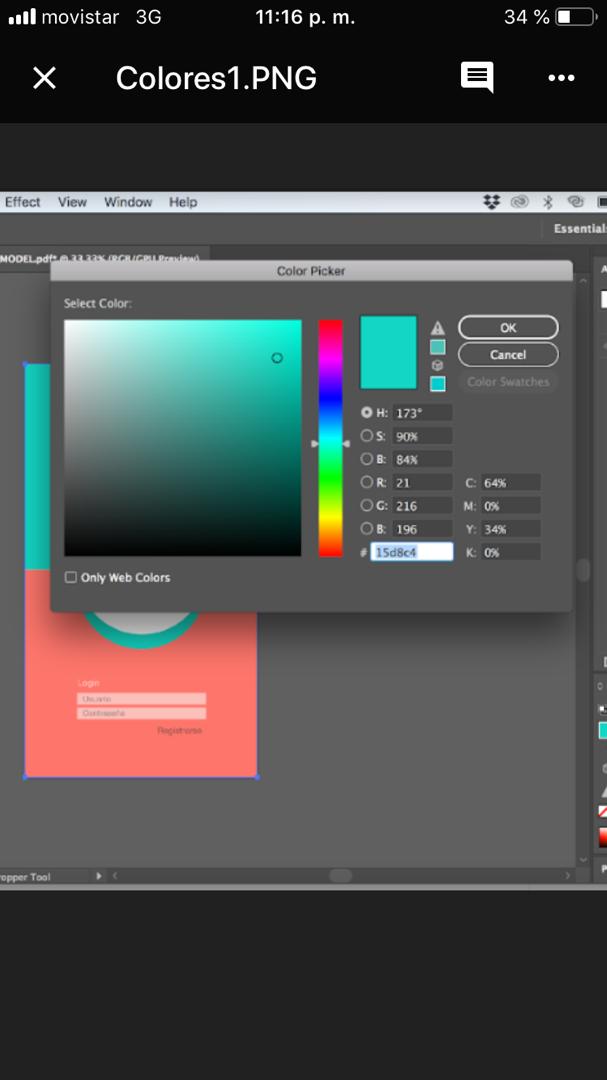 movistar 3G 11:16 p. m. 34 %
Colores1.PNG
Effect View Window Help
Essential
MODEL.pdf* @ 33.33% (RGB/GPU Preview)
Color Picker
Select Color:
OK
Cancel
Color Swatches
H: 173°
S: 90%
B: 84%
R: 21 C: 64%
G: 216 M: 0%
B: 196 Y: 34%
# 15d8c4 K: 0%
Only Web Colors
Login
Usuario
Contraseña
Registrarse
opper Tool